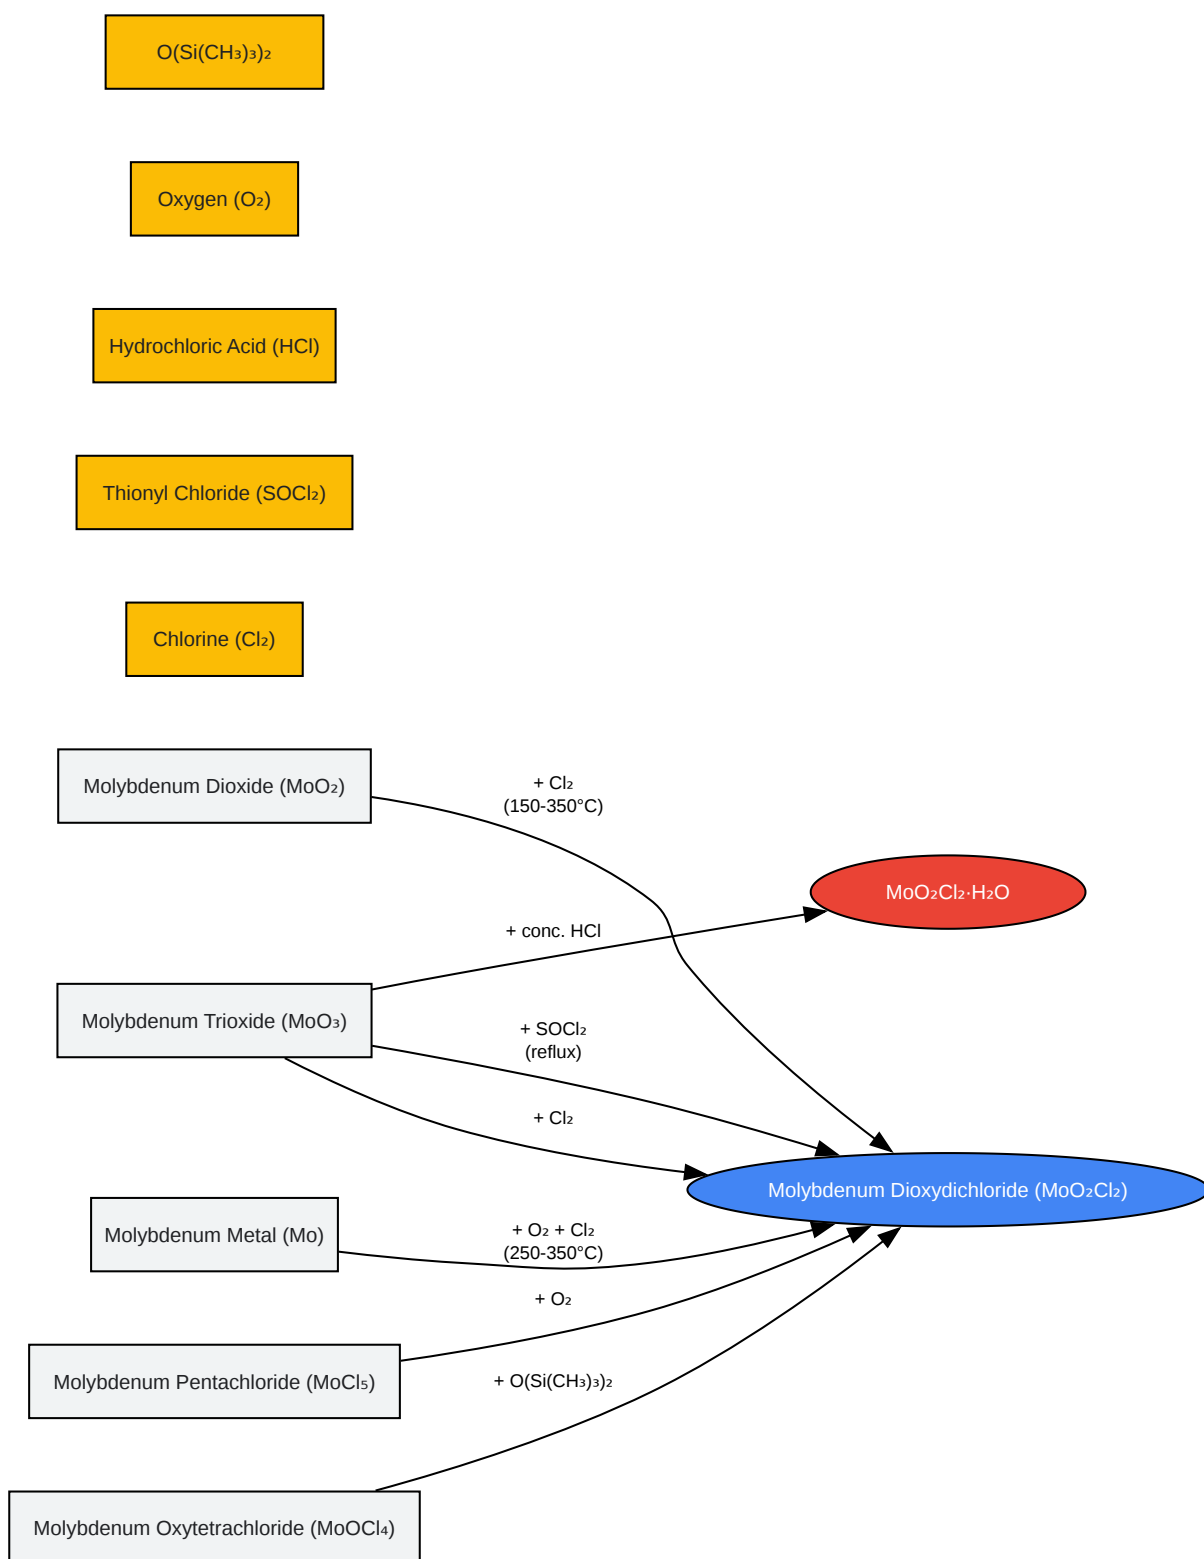 O(Si(CH₃)₃)₂
Oxygen (O₂)
Hydrochloric Acid (HCl)
Thionyl Chloride (SOCl₂)
Chlorine (Cl₂)
Molybdenum Dioxide (MoO₂)
+ Cl₂
(150-350°C)
MoO₂Cl₂·H₂O
+ conc. HCl
Molybdenum Trioxide (MoO₃)
+ SOCl₂
(reflux)
+ Cl₂
Molybdenum Dioxydichloride (MoO₂Cl₂)
Molybdenum Metal (Mo)
+ O₂ + Cl₂
(250-350°C)
+ O₂
Molybdenum Pentachloride (MoCl₅)
+ O(Si(CH₃)₃)₂
Molybdenum Oxytetrachloride (MoOCl₄)